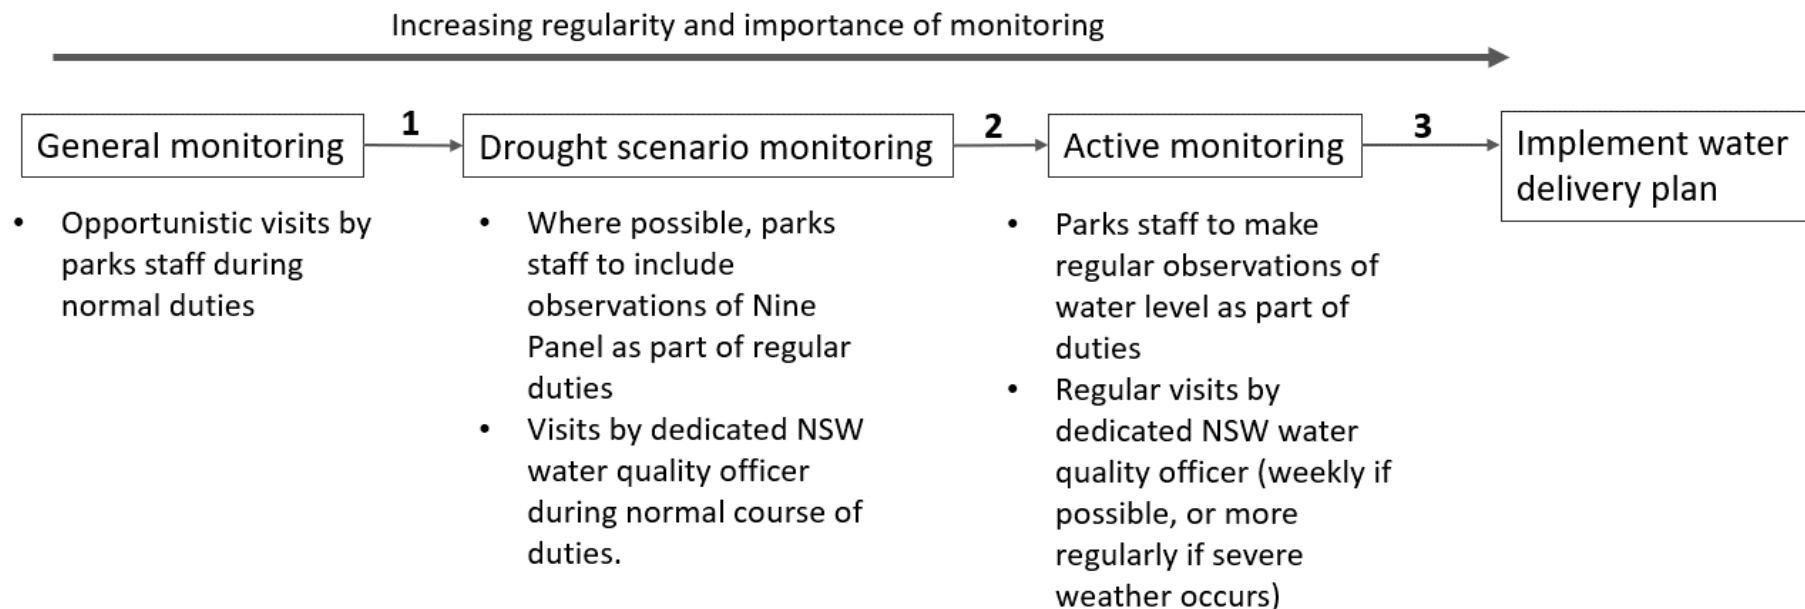 Increasing regularity and importance of monitoring
General monitoring
1
Drought scenario monitoring
2
Active monitoring
3
Implement water
delivery plan
• Opportunistic visits by
parks staff during
normal duties
• Where possible, parks
staff to include
observations of Nine
Panel as part of regular
duties
• Visits by dedicated NSW
water quality officer
during normal course of
duties.
• Parks staff to make
regular observations of
water level as part of
duties
• Regular visits by
dedicated NSW water
quality officer (weekly if
possible, or more
regularly if severe
weather occurs)